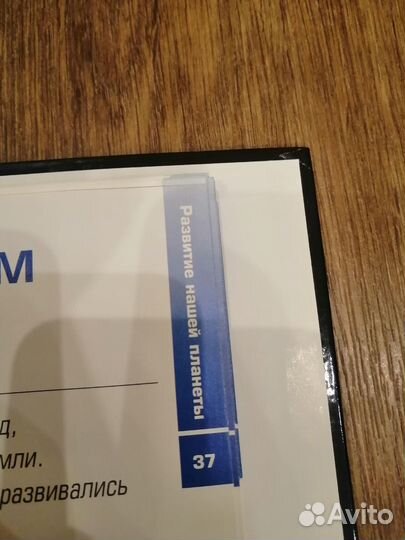 М
Развитие нашей планеты
37
д,
мли.
развивались
Avito